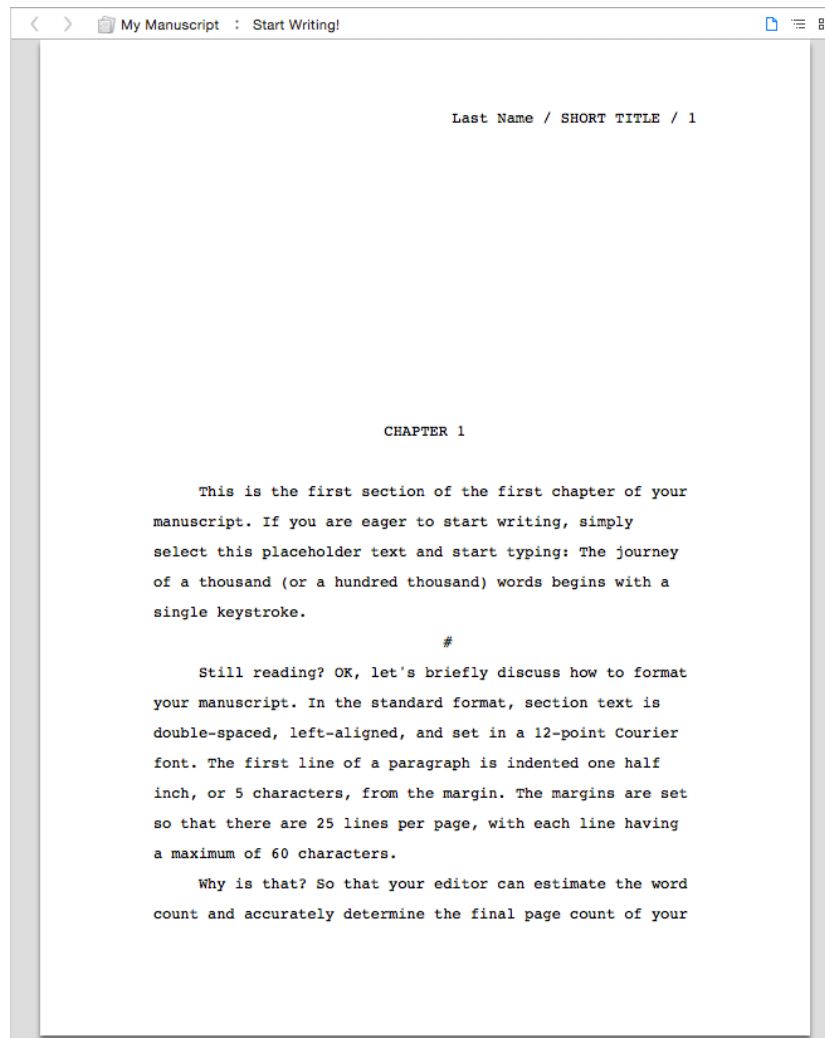 My Manuscript : Start Writing!
Last Name / SHORT TITLE / 1
CHAPTER 1
This is the first section of the first chapter of your
manuscript. If you are eager to start writing, simply
select this placeholder text and start typing: The journey
of a thousand (or a hundred thousand) words begins with a
single keystroke.
#
Still reading? OK, let's briefly discuss how to format
your manuscript. In the standard format, section text is
double-spaced, left-aligned, and set in a 12-point Courier
font. The first line of a paragraph is indented one half
inch, or 5 characters, from the margin. The margins are set
so that there are 25 lines per page, with each line having
a maximum of 60 characters.
Why is that? So that your editor can estimate the word
count and accurately determine the final page count of your